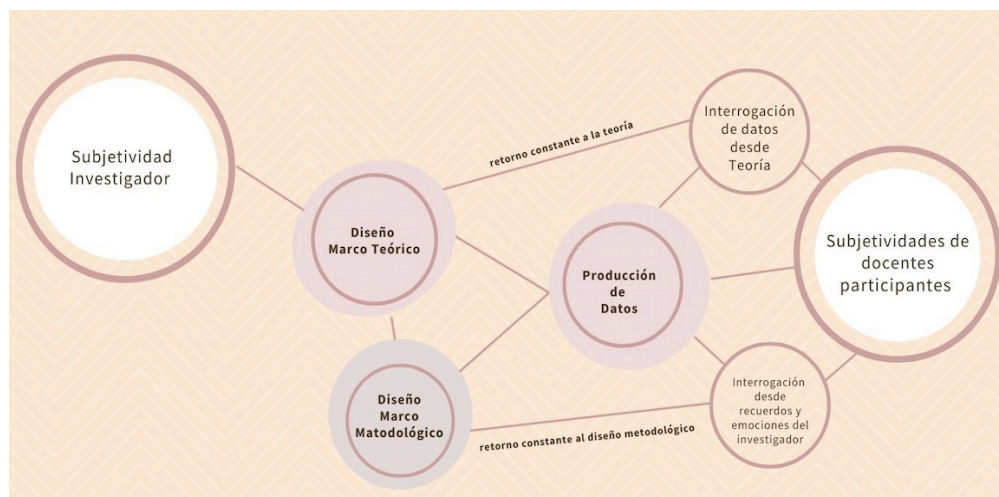 Subjetividad
Investigador
Diseño
Marco Teórico
Diseño
Marco
Matodológico
retorno constante a la teoría
retorno constante al diseño metodológico
Producción
de
Datos
Interrogación
de datos
desde
Teoría
Interrogación
desde
recuerdos y
emociones del
investigador
Subjetividades de
docentes
participantes